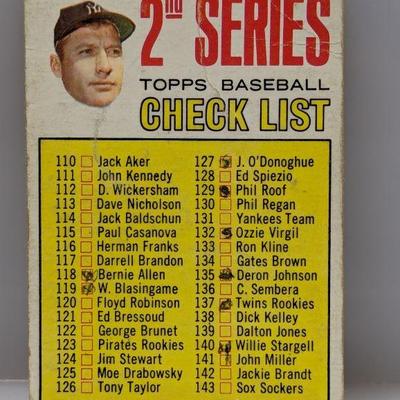 2nd SERIES
TOPPS BASEBALL
CHECK LIST
110 Jack Aker
111 John Kennedy
112 D. Wickersham
113 Dave Nicholson
114 Jack Baldschun
115 Paul Casanova
116 Herman Franks
117 Darrell Brandon
118 Bernie Allen
119 W. Blasingame
120 Floyd Robinson
121 Ed Bressoud
122 George Brunet
123 Pirates Rookies
124 Jim Stewart
125 Moe Drabowsky
126 Tony Taylor
127 J. O'Donoghue
128 Ed Spiezio
129 Phil Roof
130 Phil Regan
131 Yankees Team
132 Ozzie Virgil
133 Ron Kline
134 Gates Brown
135 Deron Johnson
136 C. Sembera
137 Twins Rookies
138 Dick Kelley
139 Dalton Jones
140 Willie Stargell
141 John Miller
142 Jackie Brandt
143 Sox Sockers